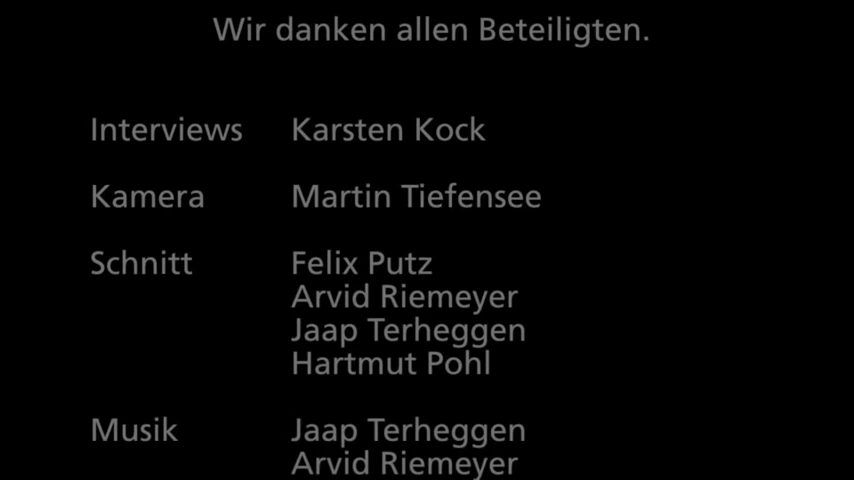 Wir danken allen Beteiligten.
Interviews Karsten Kock
Kamera Martin Tiefensee
Schnitt Felix Putz
Arvid Riemeyer
Jaap Terheggen
Hartmut Pohl
Musik Jaap Terheggen
Arvid Riemeyer